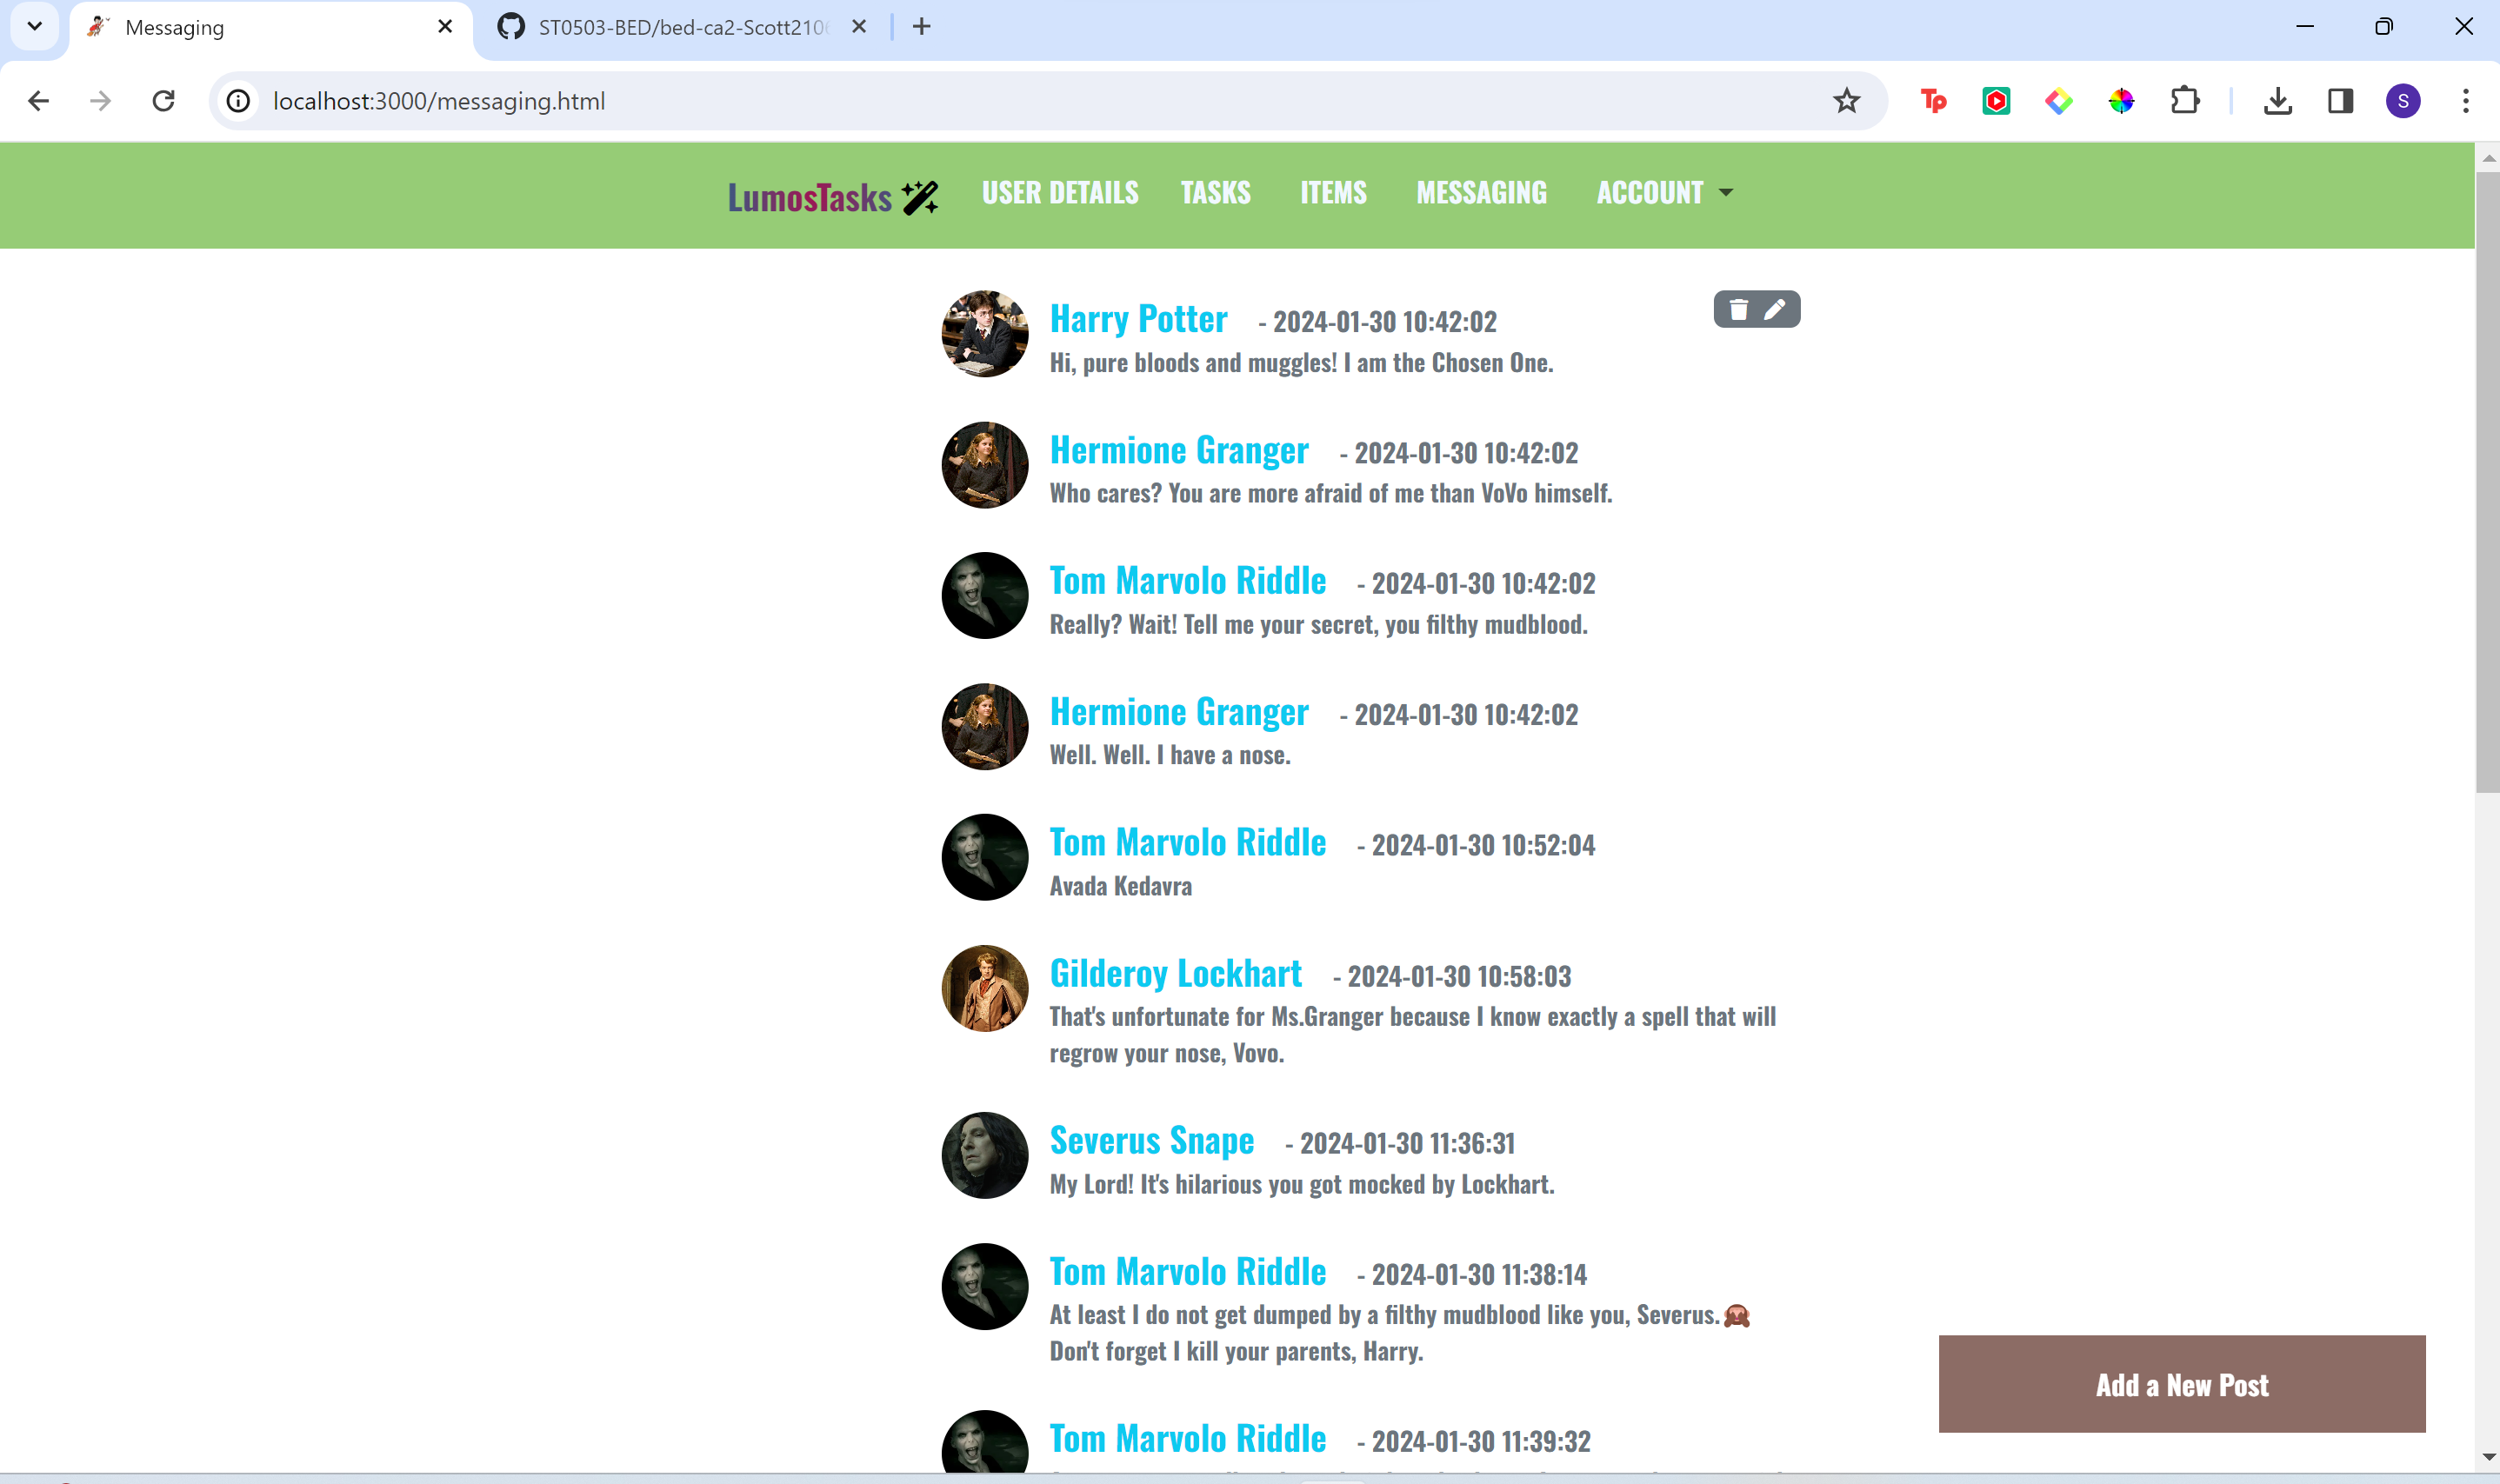 Messaging
ST0503-BED/bed-ca2-Scott210
localhost:3000/messaging.html
Tp
S
LumosTasks USER DETAILS TASKS ITEMS MESSAGING ACCOUNT
Harry Potter - 2024-01-30 10:42:02
Hi, pure bloods and muggles! I am the Chosen One.
Hermione Granger - 2024-01-30 10:42:02
Who cares? You are more afraid of me than VoVo himself.
Tom Marvolo Riddle - 2024-01-30 10:42:02
Really? Wait! Tell me your secret, you filthy mudblood.
Hermione Granger - 2024-01-30 10:42:02
Well. Well. I have a nose.
Tom Marvolo Riddle - 2024-01-30 10:52:04
Avada Kedavra
Gilderoy Lockhart - 2024-01-30 10:58:03
That's unfortunate for Ms.Granger because I know exactly a spell that will
regrow your nose, Vovo.
Severus Snape - 2024-01-30 11:36:31
My Lord! It's hilarious you got mocked by Lockhart.
Tom Marvolo Riddle - 2024-01-30 11:38:14
At least I do not get dumped by a filthy mudblood like you, Severus.🙈
Don't forget I kill your parents, Harry.
Add a New Post
Tom Marvolo Riddle - 2024-01-30 11:39:32